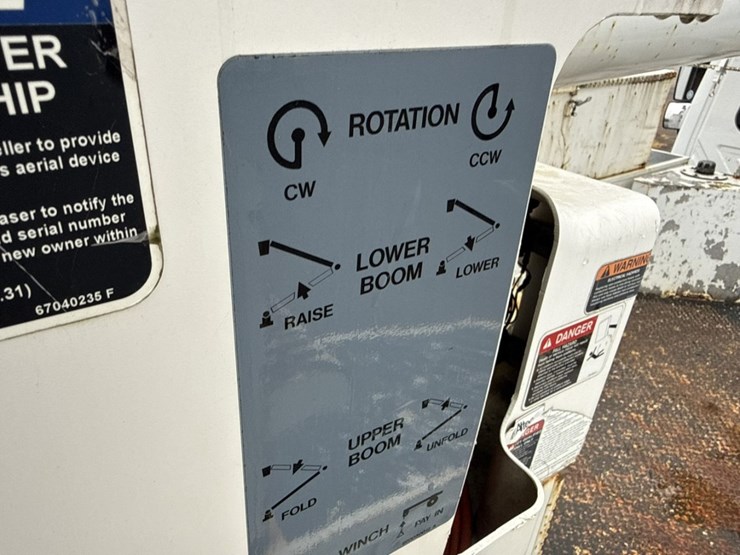 ER
HIP
eller to provide
s aerial device
aser to notify the
d serial number
new owner within
.31)
67040235 F
ROTATION
CW
CCW
LOWER
BOOM
RAISE
LOWER
UPPER
BOOM
FOLD
UNFOLD
WINCH
PAY IN
WARNING
DANGER